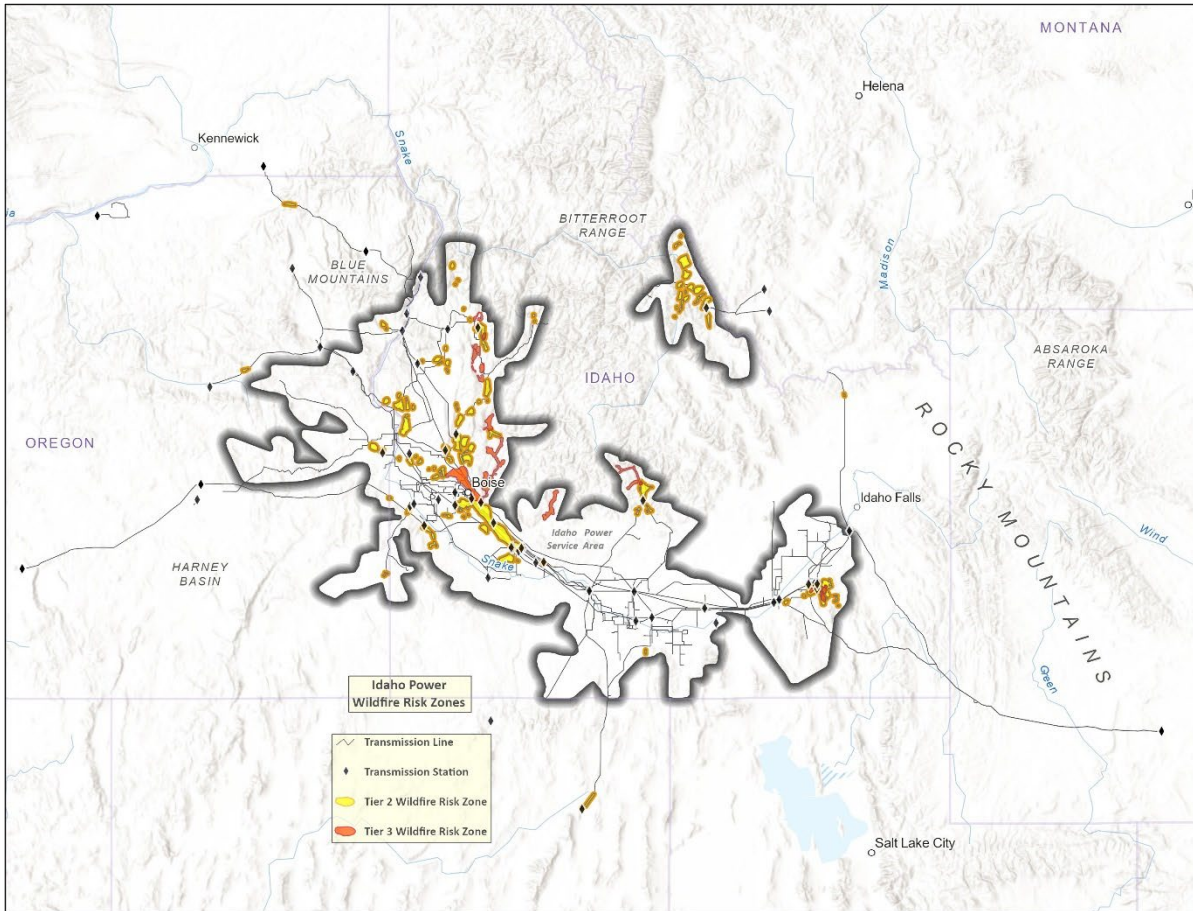 MONTANA
Helena
Kennewick
Snake
BITTERROOT
RANGE
BLUE
MOUNTAINS
Madison
ABSAROKA
RANGE
IDAHO
OREGON
ROCKY MOUNTAINS
Boise
Idaho Falls
Idaho Power
Service Area
Wind
Snake
HARNEY
BASIN
Green
Idaho Power
Wildfire Risk Zones
Transmission Line
Transmission Station
Tier 2 Wildfire Risk Zone
Tier 3 Wildfire Risk Zone
Salt Lake City